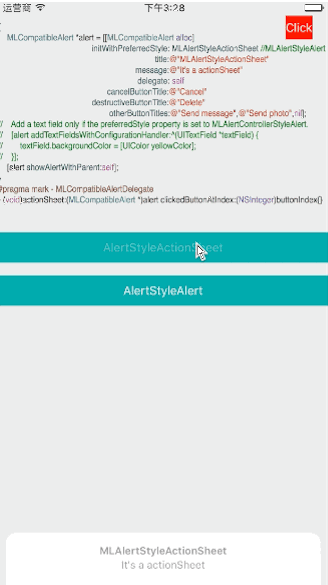 运营商 下午3:28
Click
MLCompatibleAlert *alert = [[MLCompatibleAlert alloc]
initWithPreferredStyle: MLAlertStyleActionSheet //MLAlertStyleAlert
title:@"MLAlertStyleActionSheet"
message:@"It's a actionSheet"
delegate: self
cancelButtonTitle:@"Cancel"
destructiveButtonTitle:@"Delete"
otherButtonTitles:@"Send message",@"Send photo",nil];
// Add a text field only if the preferredStyle property is set to MLAlertControllerStyleAlert.
// [alert addTextFieldsWithConfigurationHandler:^(UITextField *textField) {
// textField.backgroundColor = [UIColor yellowColor];
// }];
[alert showAlertWithParent:self];
#pragma mark - MLCompatibleAlertDelegate
- (void)actionSheet:(MLCompatibleAlert *)alert clickedButtonAtIndex:(NSInteger)buttonIndex{}
AlertStyleActionSheet
AlertStyleAlert
MLAlertStyleActionSheet
It's a actionSheet